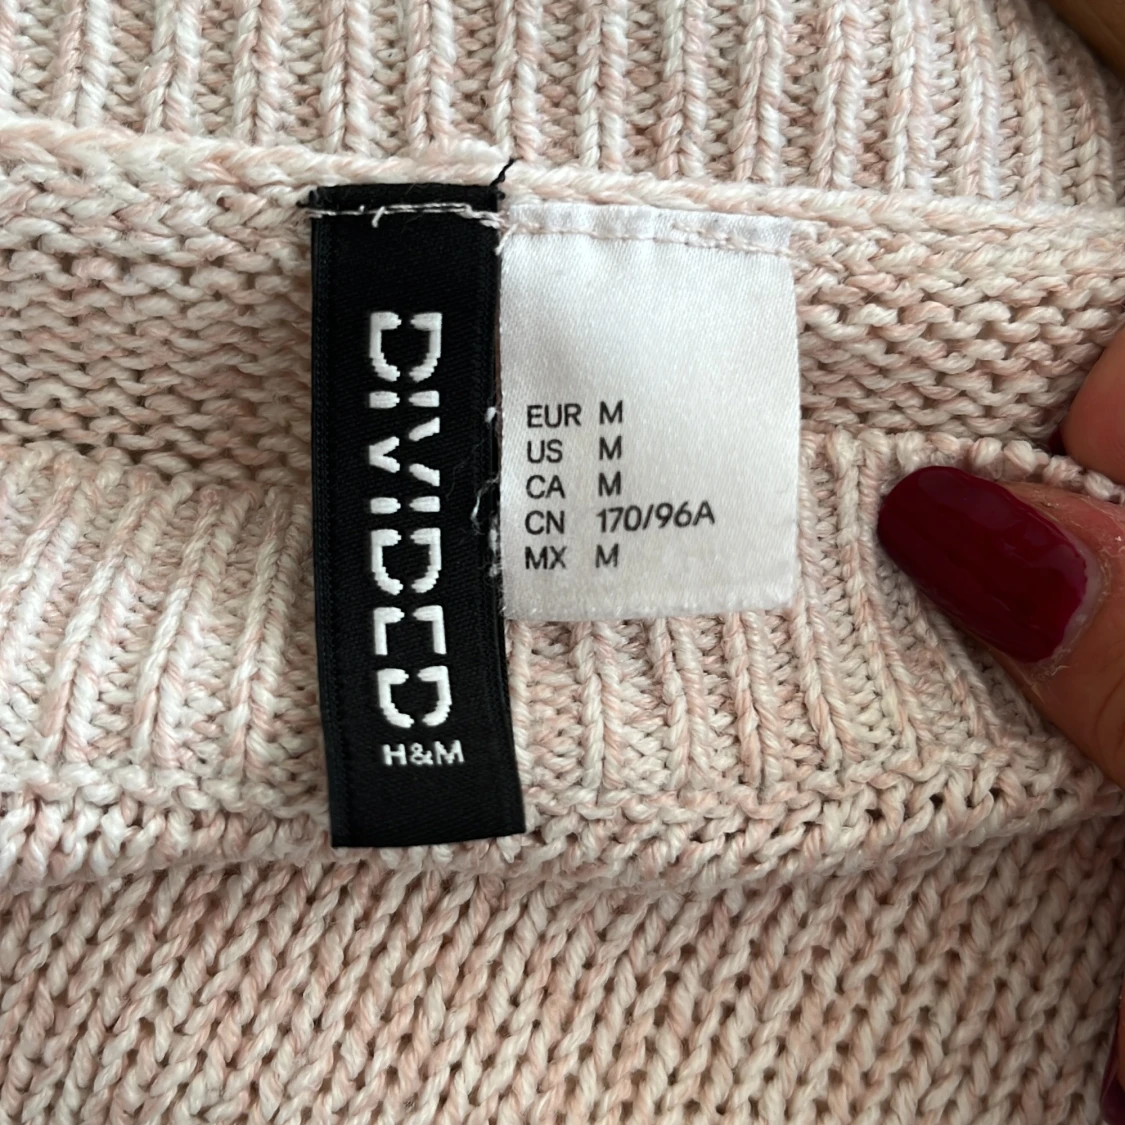 DIVIDED
H&M
EUR M
US M
CA M
CN 170/96A
MX M